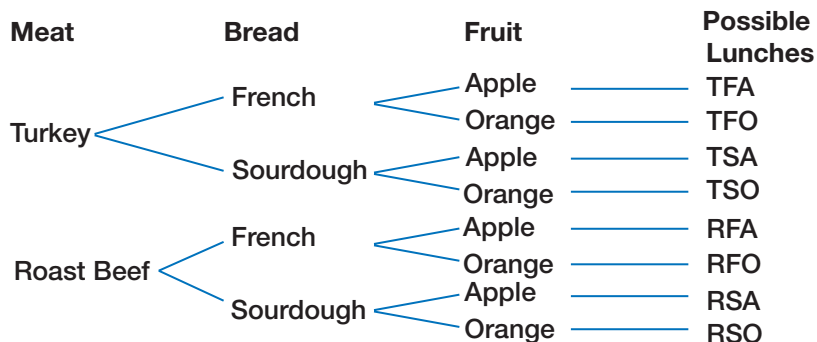 Meat Bread Fruit Possible Lunches
French Apple TFA
Orange TFO
Turkey
Sourdough Apple TSA
Orange TSO
French Apple RFA
Roast Beef Orange RFO
Sourdough Apple RSA
Orange RSO